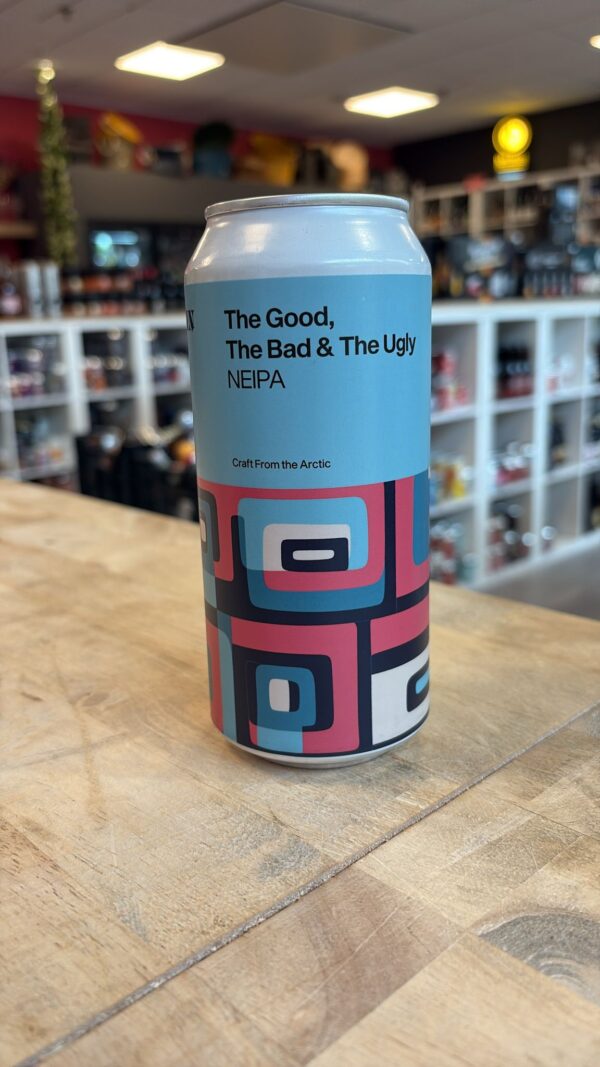 The Good,
The Bad & The Ugly
NEIPA
Craft From the Arctic